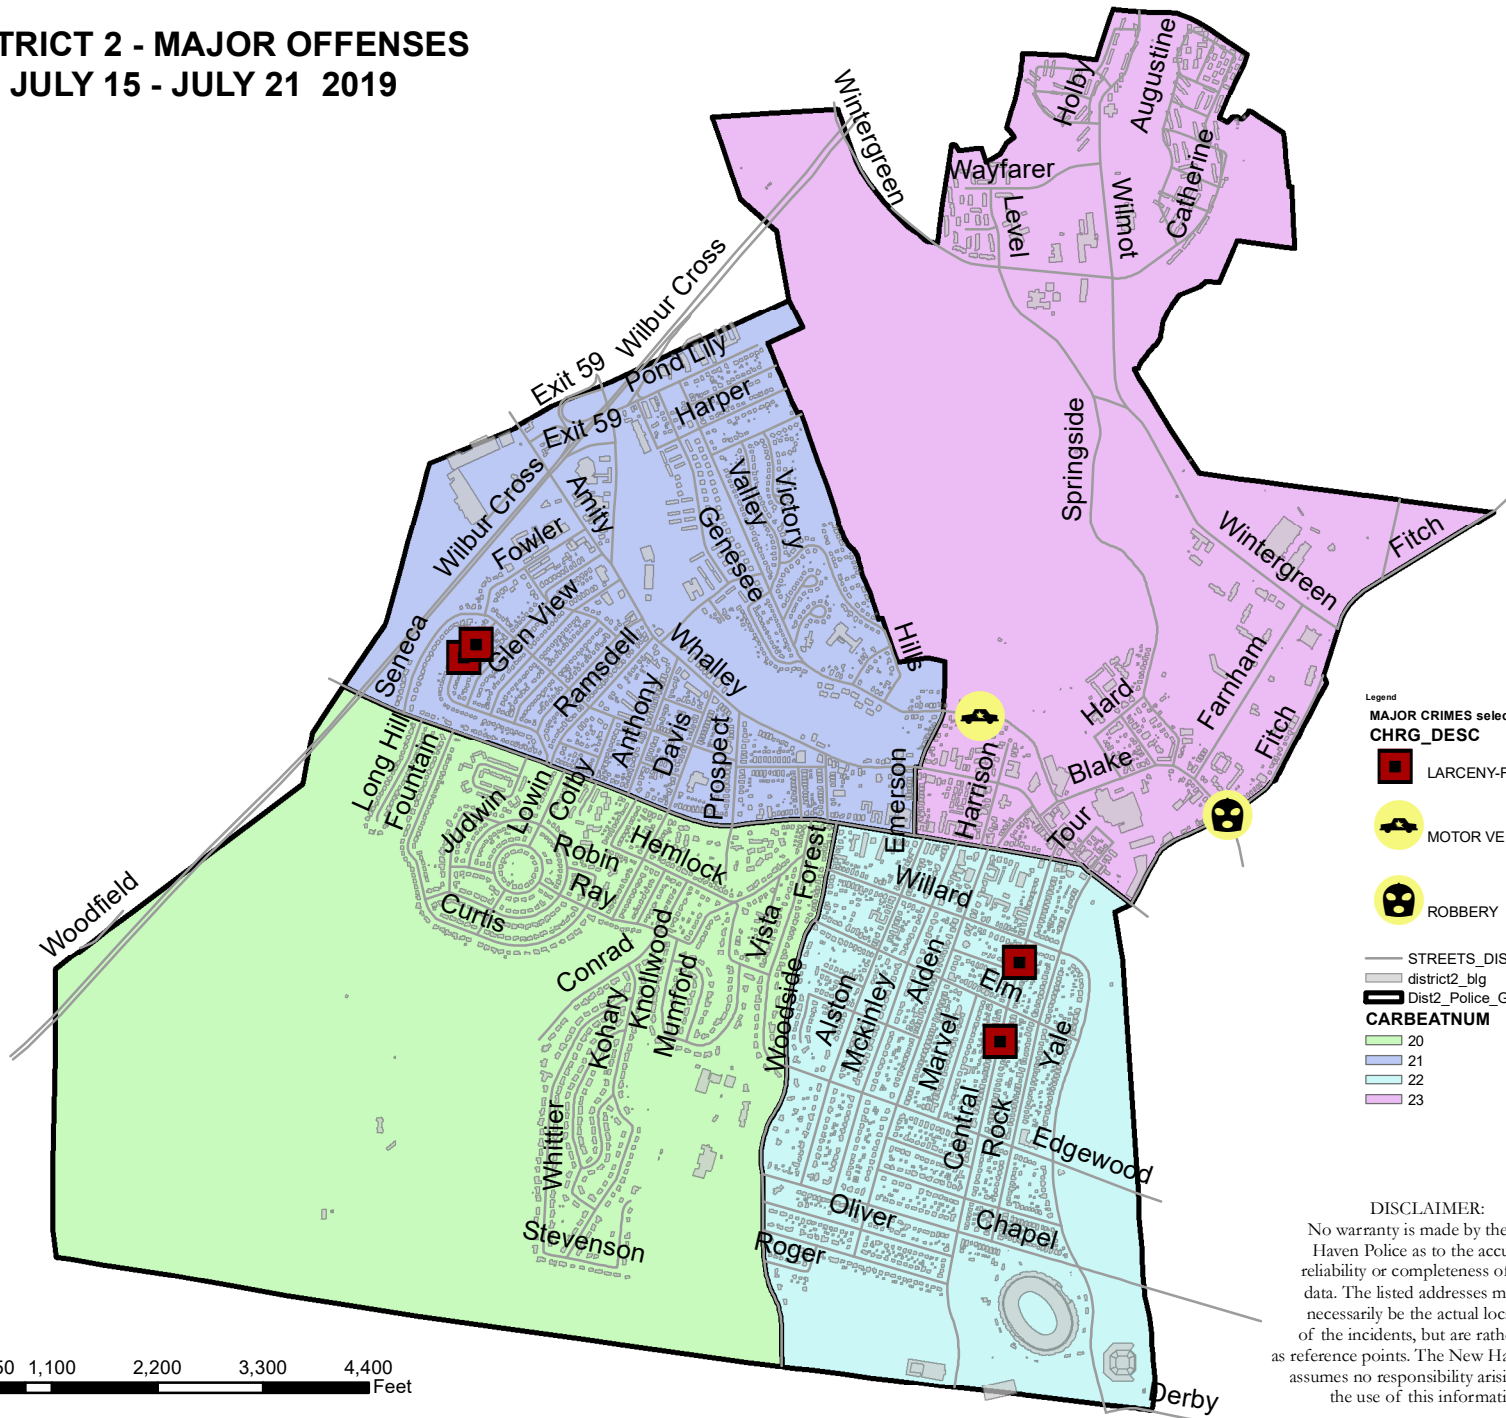 TRICT 2 - MAJOR OFFENSES
JULY 15 - JULY 21 2019
Holby
Augustine
Wintergreen
Catherine
Wayfarer
Level
Wilmot
Wilbur Cross
Exit 59
Pond Lily
Harper
Exit 59
Springside
Wilbur Cross
Amity
Valley
Victory
Fowler
Genesee
Wintergreen
Fitch
Seneca
Glen View
Ramsdell
Whalley
Hills
Anthony
Davis
Prospect
Hard
Farnham
Fitch
Blake
Long Hill
Fountain
Emerson
Harrison
Tour
Judwin
Lowin
Colby
Robin
Hemlock
Ray
Forest
Willard
Curtis
Woodfield
Conrad
Knollwood
Vista
Kohary
Mumford
Woodside
Alston
Mckinley
Alden
Elm
Marvel
Yale
Central
Rock
Edgewood
Whittier
Stevenson
Oliver
Roger
Chapel
Derby
Legend
MAJOR CRIMES selec
CHRG_DESC
LARCENY-F
MOTOR VE
ROBBERY
STREETS_DIS
district2_blg
Dist2_Police_G
CARBEATNUM
20
21
22
23
DISCLAIMER:
No warranty is made by the
Haven Police as to the accu
reliability or completeness of
data. The listed addresses m
necessarily be the actual loc
of the incidents, but are rath
as reference points. The New Ha
assumes no responsibility arisi
the use of this informati
50 1,100 2,200 3,300 4,400
Feet